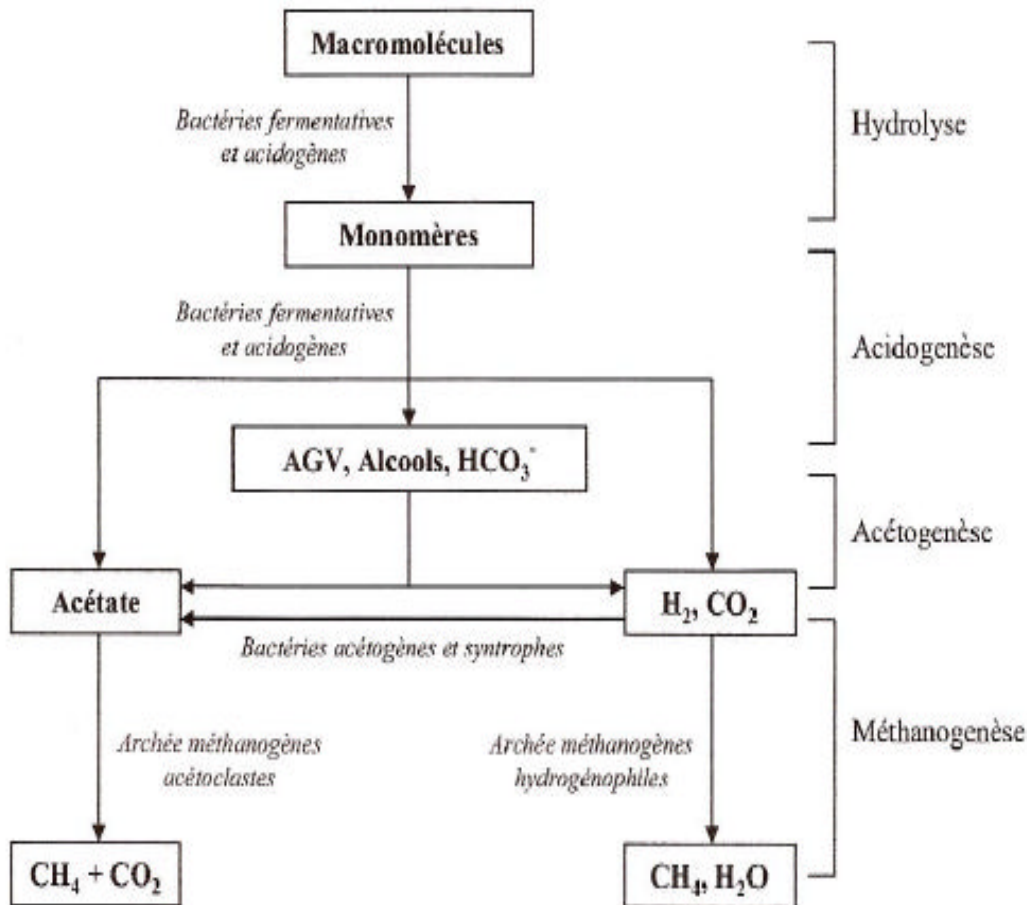 Macromolécules
Bactéries fermentatives
et acidogènes
Hydrolyse
Monomères
Bactéries fermentatives
et acidogènes
Acidogenèse
AGV, Alcools, HCO₃⁻
Acétogenèse
Acétate
H₂, CO₂
Bactéries acétogènes et syntrophes
Archée méthanogènes
acétoclastes
Archée méthanogènes
hydrogénophiles
Méthanogenèse
CH₄ + CO₂
CH₄, H₂O